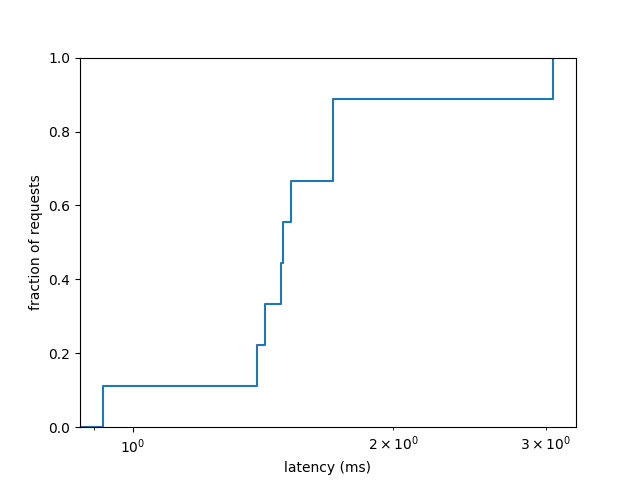 1.0
0.8
0.6
0.4
0.2
0.0
fraction of requests
10⁰
2 × 10⁰
3 × 10⁰
latency (ms)